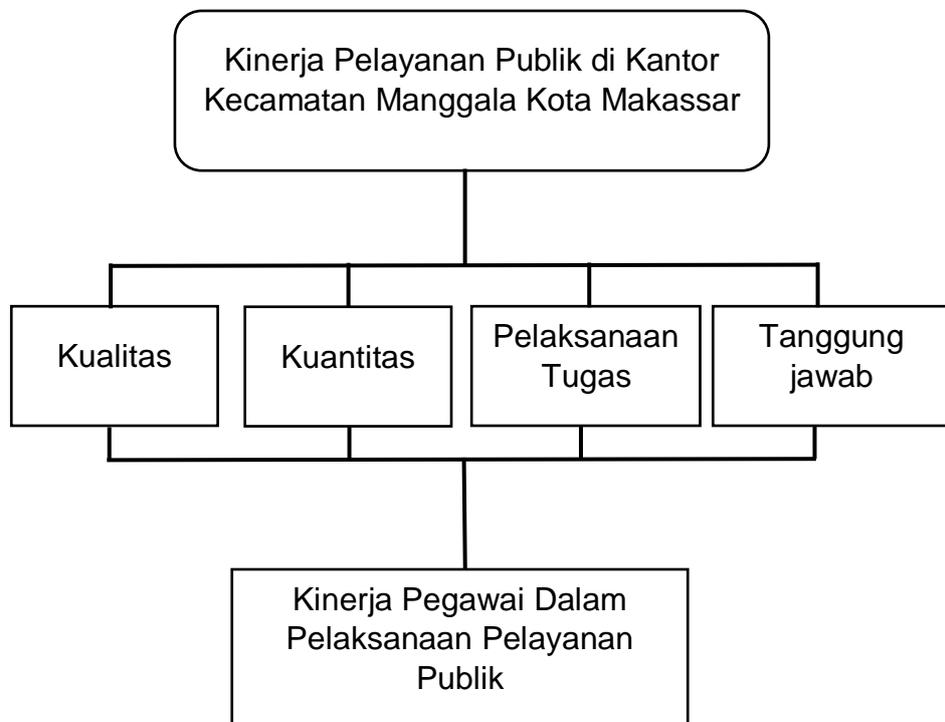 Kinerja Pelayanan Publik di Kantor
Kecamatan Manggala Kota Makassar
Kualitas
Kuantitas
Pelaksanaan
Tugas
Tanggung
jawab
Kinerja Pegawai Dalam
Pelaksanaan Pelayanan
Publik